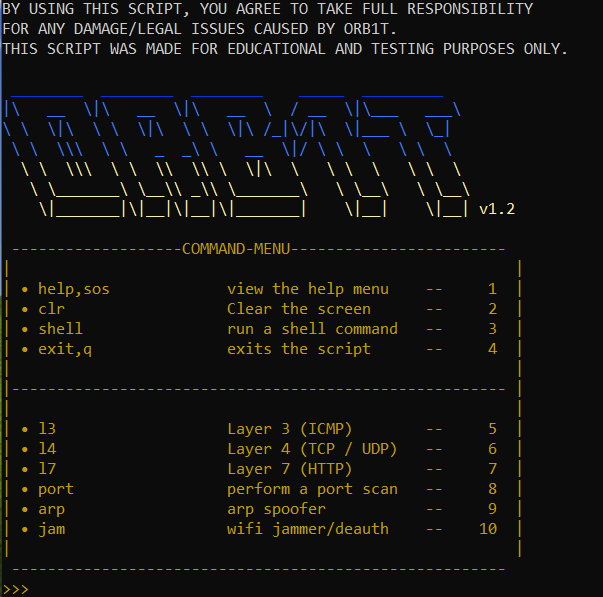 BY USING THIS SCRIPT, YOU AGREE TO TAKE FULL RESPONSIBILITY
FOR ANY DAMAGE/LEGAL ISSUES CAUSED BY ORB1T.
THIS SCRIPT WAS MADE FOR EDUCATIONAL AND TESTING PURPOSES ONLY.
ORB1T
v1.2
-------------------COMMAND-MENU------------------------
• help,sos view the help menu -- 1
• clr Clear the screen -- 2
• shell run a shell command -- 3
• exit,q exits the script -- 4
• l3 Layer 3 (ICMP) -- 5
• l4 Layer 4 (TCP / UDP) -- 6
• l7 Layer 7 (HTTP) -- 7
• port perform a port scan -- 8
• arp arp spoofer -- 9
• jam wifi jammer/deauth -- 10
>>>